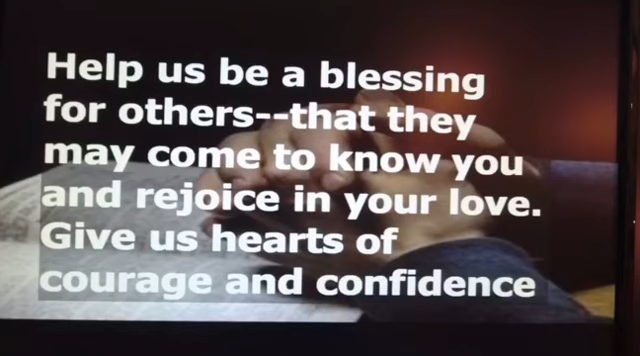 Help us be a blessing
for others--that they
may come to know you
and rejoice in your love.
Give us hearts of
courage and confidence